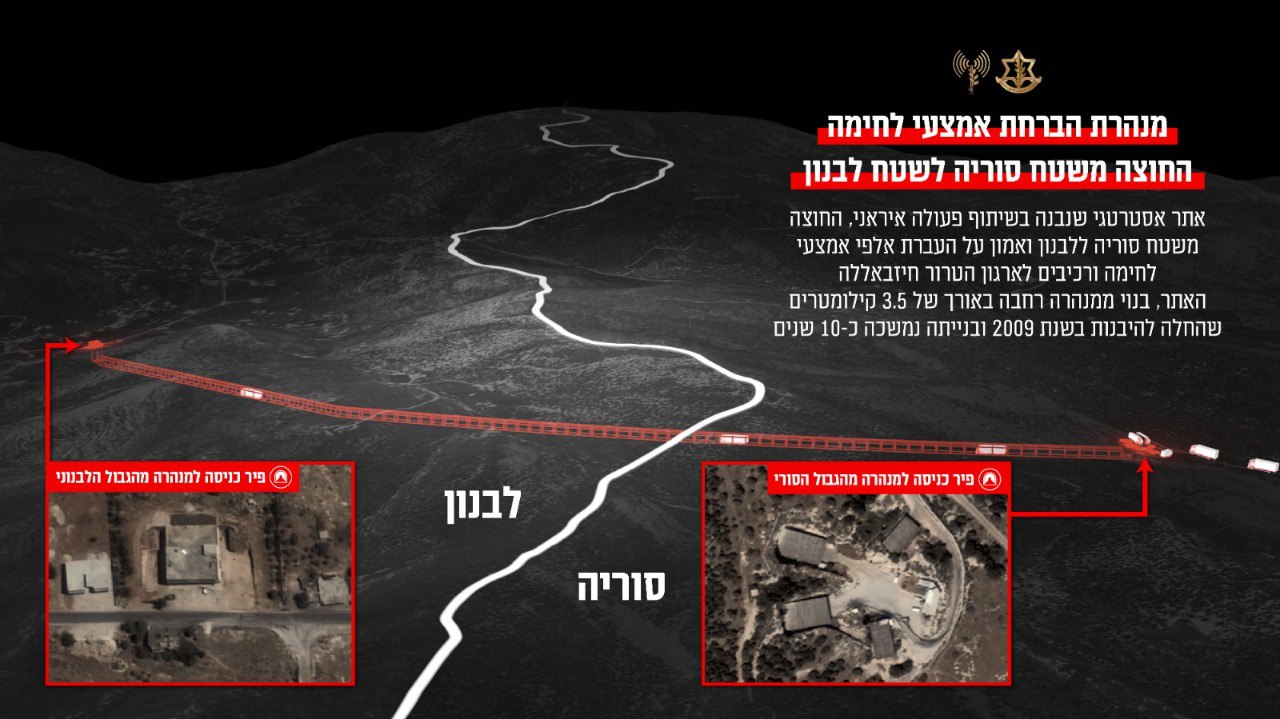 מנהרת הברחת אמצעי לחימה
החוצה משטח סוריה לשטח לבנון
אתר אסטרטגי שנבנה בשיתוף פעולה איראני, החוצה
משטח סוריה ללבנון ואמון על העברת אלפי אמצעי
לחימה ורכיבים לארגון הטרור חיזבאללה
האתר, בנוי ממנהרה רחבה באורך של 3.5 קילומטרים
שהחלה להיבנות בשנת 2009 ובנייתה נמשכה כ-10 שנים
פיר כניסה למנהרה מהגבול הסורי
פיר כניסה למנהרה מהגבול הלבנוני
לבנון
סוריה